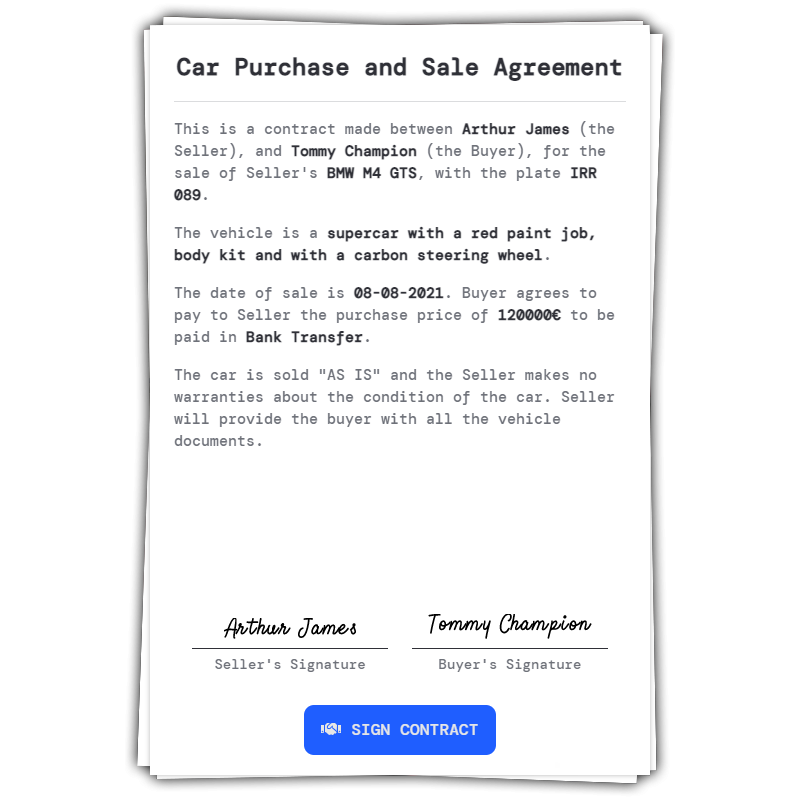 Car Purchase and Sale Agreement
This is a contract made between Arthur James (the
Seller), and Tommy Champion (the Buyer), for the
sale of Seller's BMW M4 GTS, with the plate IRR
089.
The vehicle is a supercar with a red paint job,
body kit and with a carbon steering wheel.
The date of sale is 08-08-2021. Buyer agrees to
pay to Seller the purchase price of 120000€ to be
paid in Bank Transfer.
The car is sold "AS IS" and the Seller makes no
warranties about the condition of the car. Seller
will provide the buyer with all the vehicle
documents.
Arthur James Tommy Champion
Seller's Signature Buyer's Signature
SIGN CONTRACT